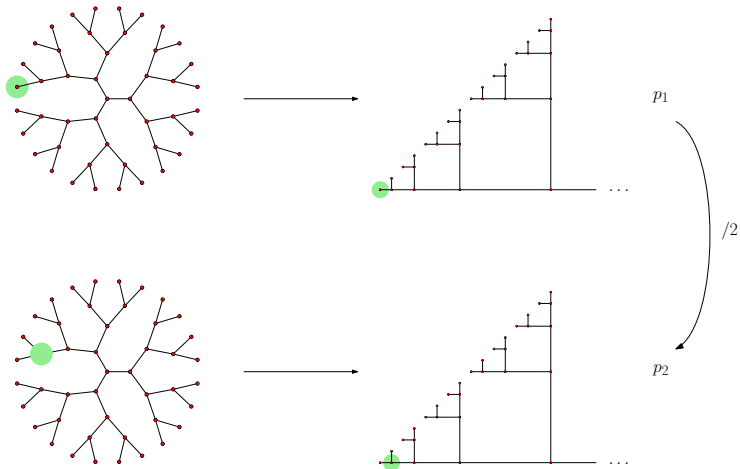 p₁
. . .
/2
p₂
. . .